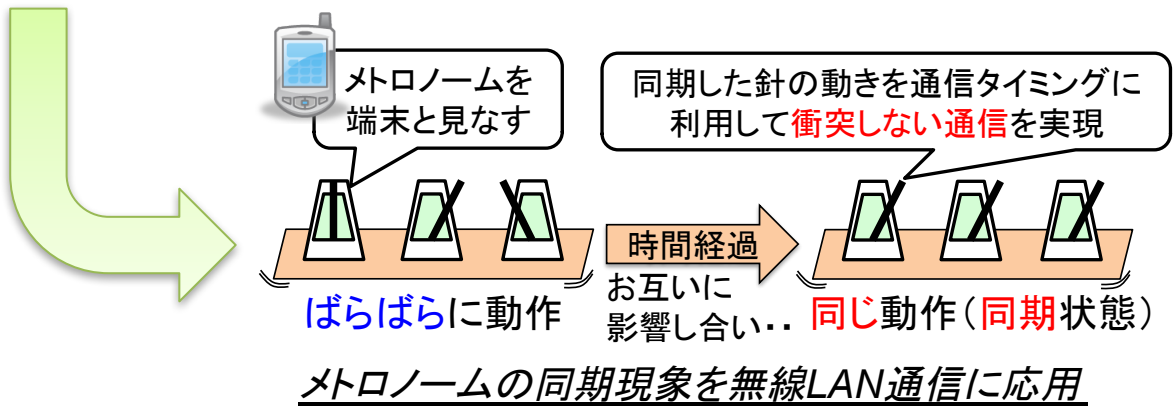 メトロノームを
端末と見なす
同期した針の動きを通信タイミングに
利用して衝突しない通信を実現
時間経過
お互いに
影響し合い・・
ばらばらに動作
同じ動作（同期状態）
メトロノームの同期現象を無線LAN通信に応用